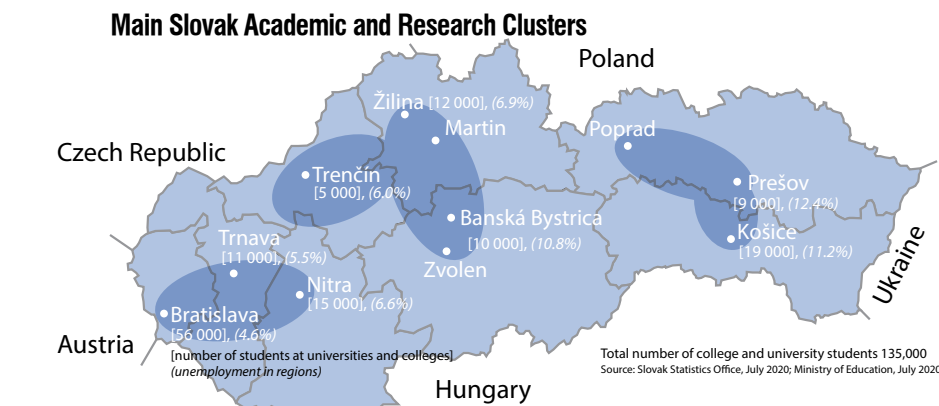 Main Slovak Academic and Research Clusters
Poland
Žilina [12 000], (6.9%)
Martin
Poprad
Czech Republic
Trenčín
[5 000], (6.0%)
Prešov
[9 000], (12.4%)
Banská Bystrica
[10 000], (10.8%)
Zvolen
Košice
[19 000], (11.2%)
Ukraine
Trnava
[11 000], (5.5%)
Nitra
[15 000], (6.6%)
Bratislava
[56 000], (4.6%)
Austria
[number of students at universities and colleges]
(unemployment in regions)
Hungary
Total number of college and university students 135,000
Source: Slovak Statistics Office, July 2020; Ministry of Education, July 2020